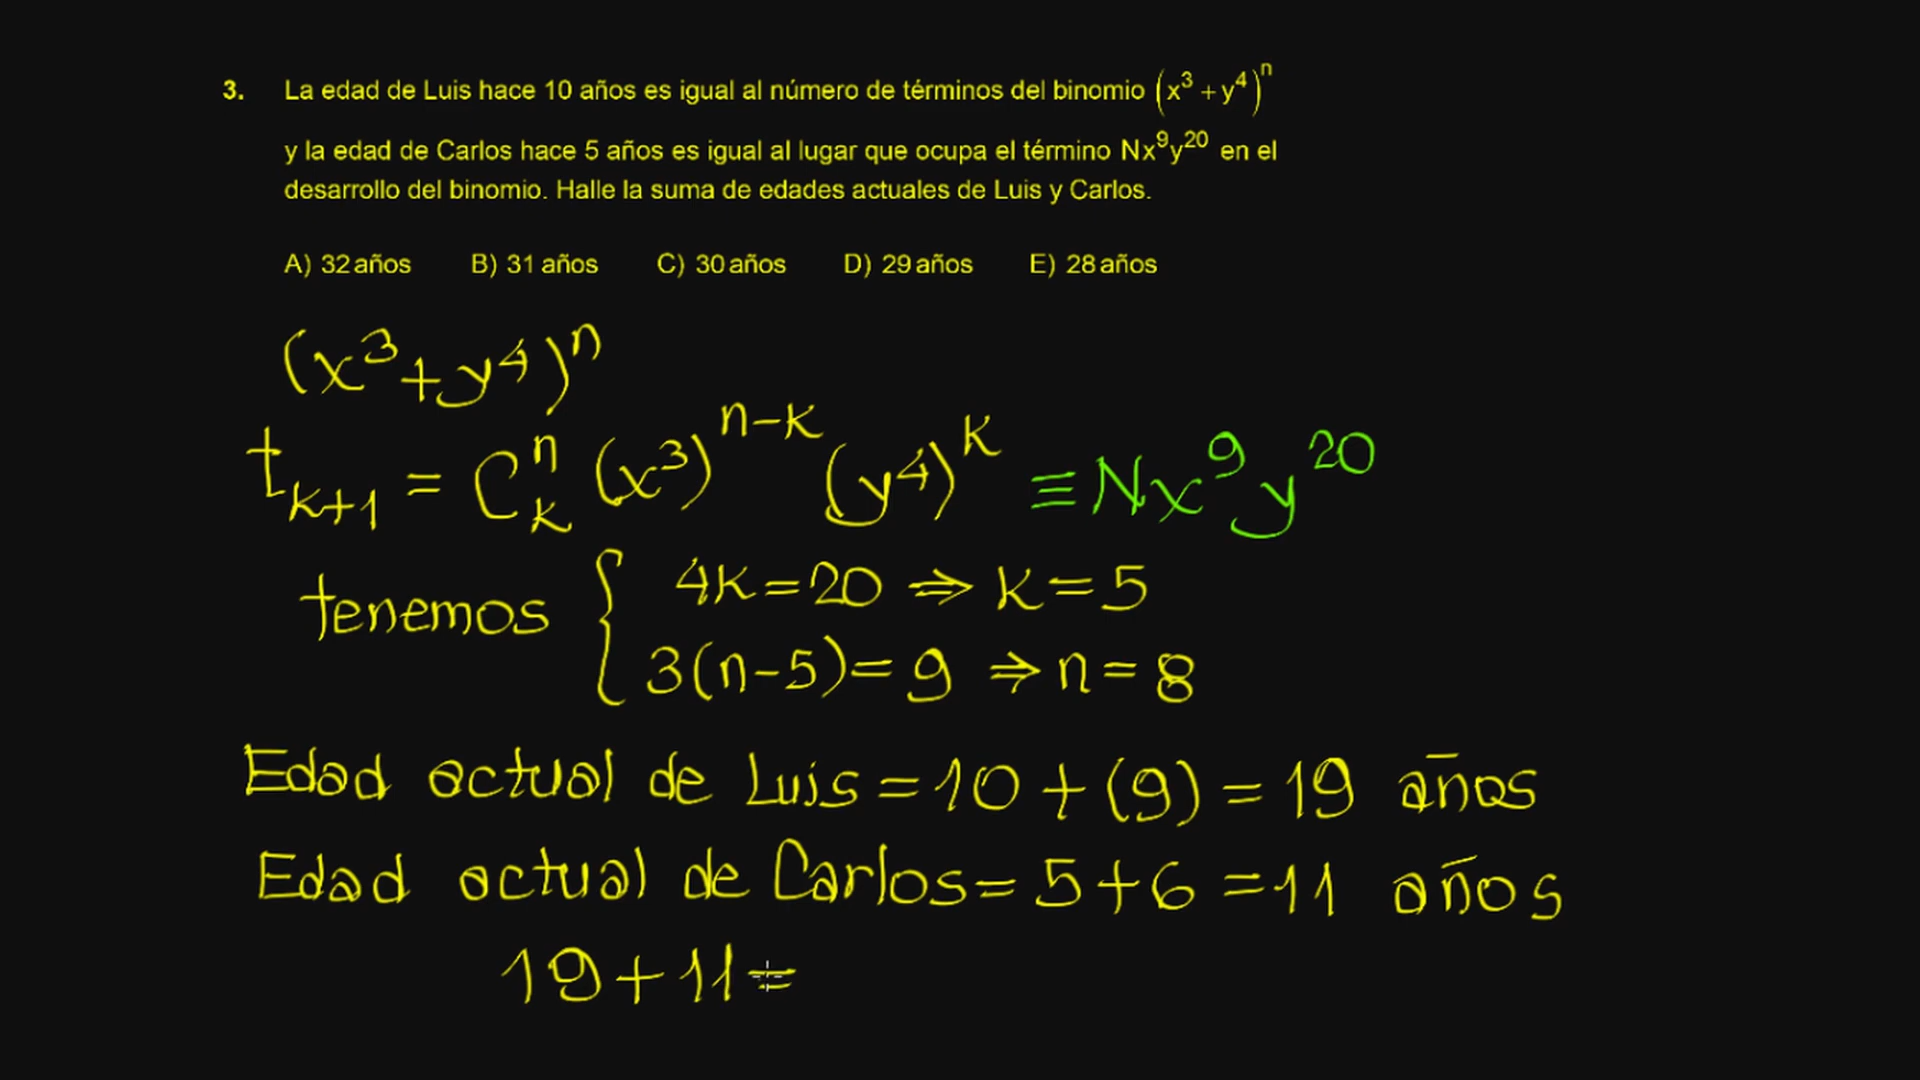 3. La edad de Luis hace 10 años es igual al número de términos del binomio (x³ + y⁴)ⁿ
y la edad de Carlos hace 5 años es igual al lugar que ocupa el término Nx⁹y²⁰ en el
desarrollo del binomio. Halle la suma de edades actuales de Luis y Carlos.
A) 32 años B) 31 años C) 30 años D) 29 años E) 28 años
(x³+y⁴)ⁿ
t_{k+1} = C^n_k (x³)^{n-k} (y⁴)^k ≡ Nx⁹y²⁰
tenemos { 4k=20 ⇒ k=5
3(n-5)=9 ⇒ n=8
Edad actual de Luis = 10 + (9) = 19 años
Edad actual de Carlos = 5+6 = 11 años
19+11=